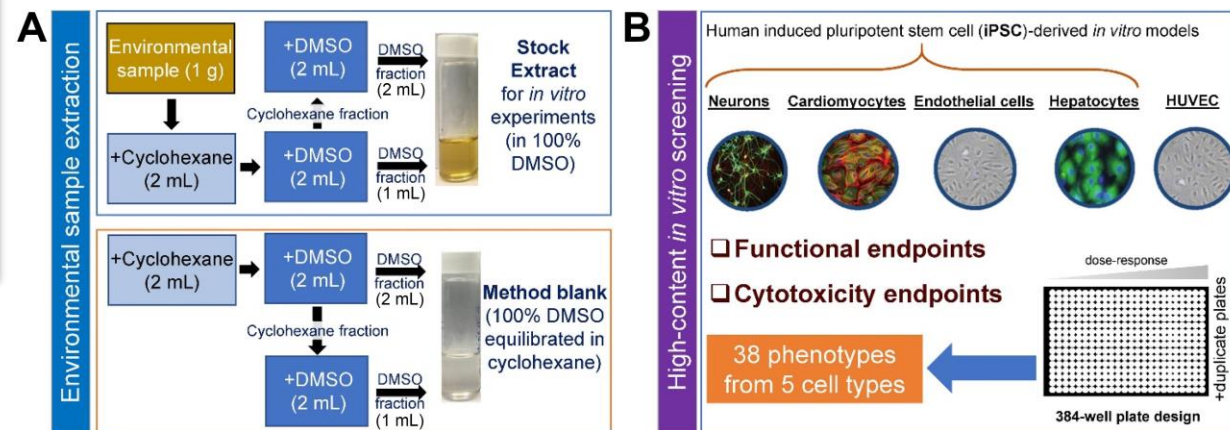 A
Environmental sample extraction
Environmental
sample (1 g)
+Cyclohexane
(2 mL)
+DMSO
(2 mL)
Cyclohexane fraction
+DMSO
(2 mL)
DMSO
fraction
(2 mL)
DMSO
fraction
(1 mL)
Stock
Extract
for in vitro
experiments
(in 100%
DMSO)
+Cyclohexane
(2 mL)
+DMSO
(2 mL)
DMSO
fraction
(2 mL)
Cyclohexane fraction
+DMSO
(2 mL)
DMSO
fraction
(1 mL)
Method blank
(100% DMSO
equilibrated in
cyclohexane)
B
High-content in vitro screening
Human induced pluripotent stem cell (iPSC)-derived in vitro models
Neurons Cardiomyocytes Endothelial cells Hepatocytes HUVEC
Functional endpoints
Cytotoxicity endpoints
38 phenotypes
from 5 cell types
dose-response
+duplicate plates
384-well plate design